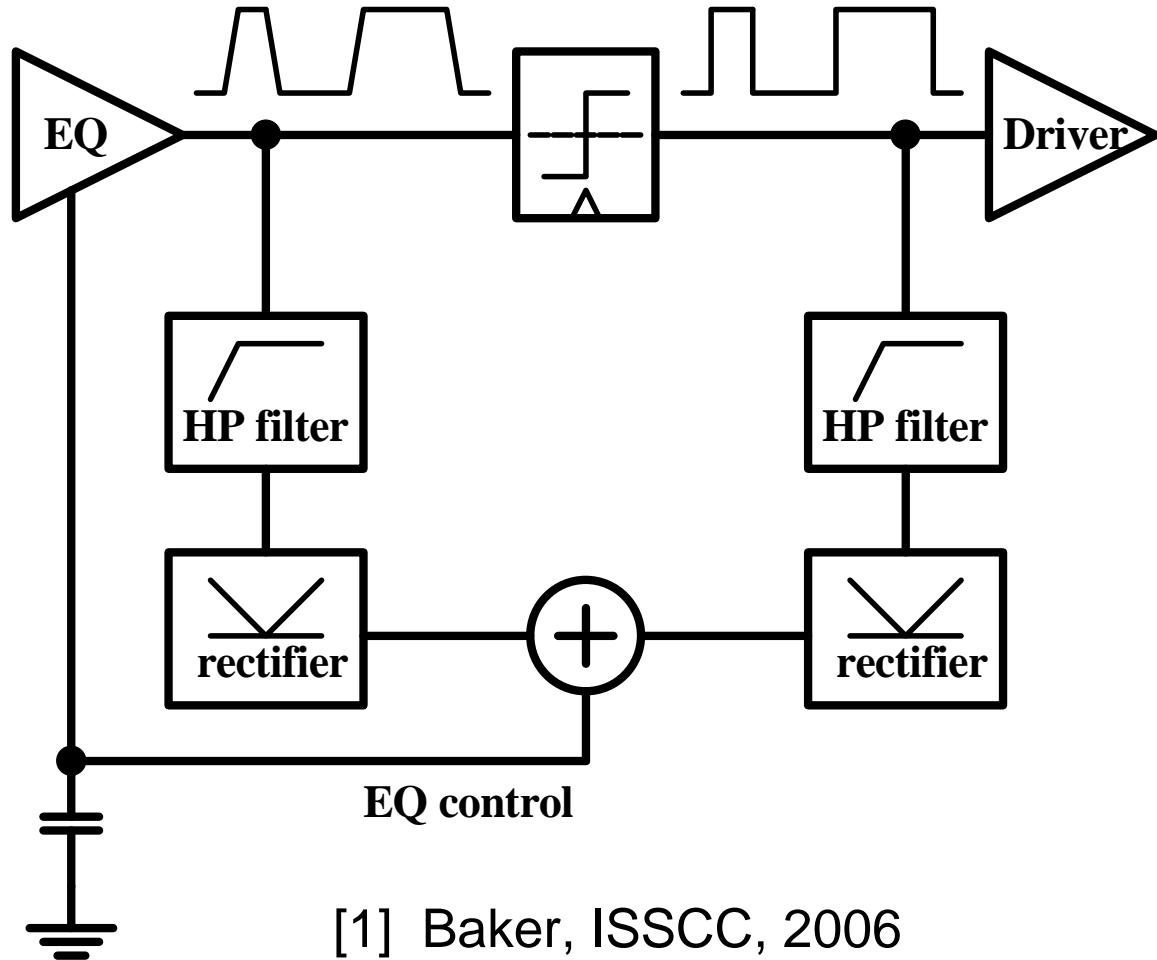 EQ
Driver
HP filter
HP filter
rectifier
rectifier
EQ control
[1] Baker, ISSCC, 2006